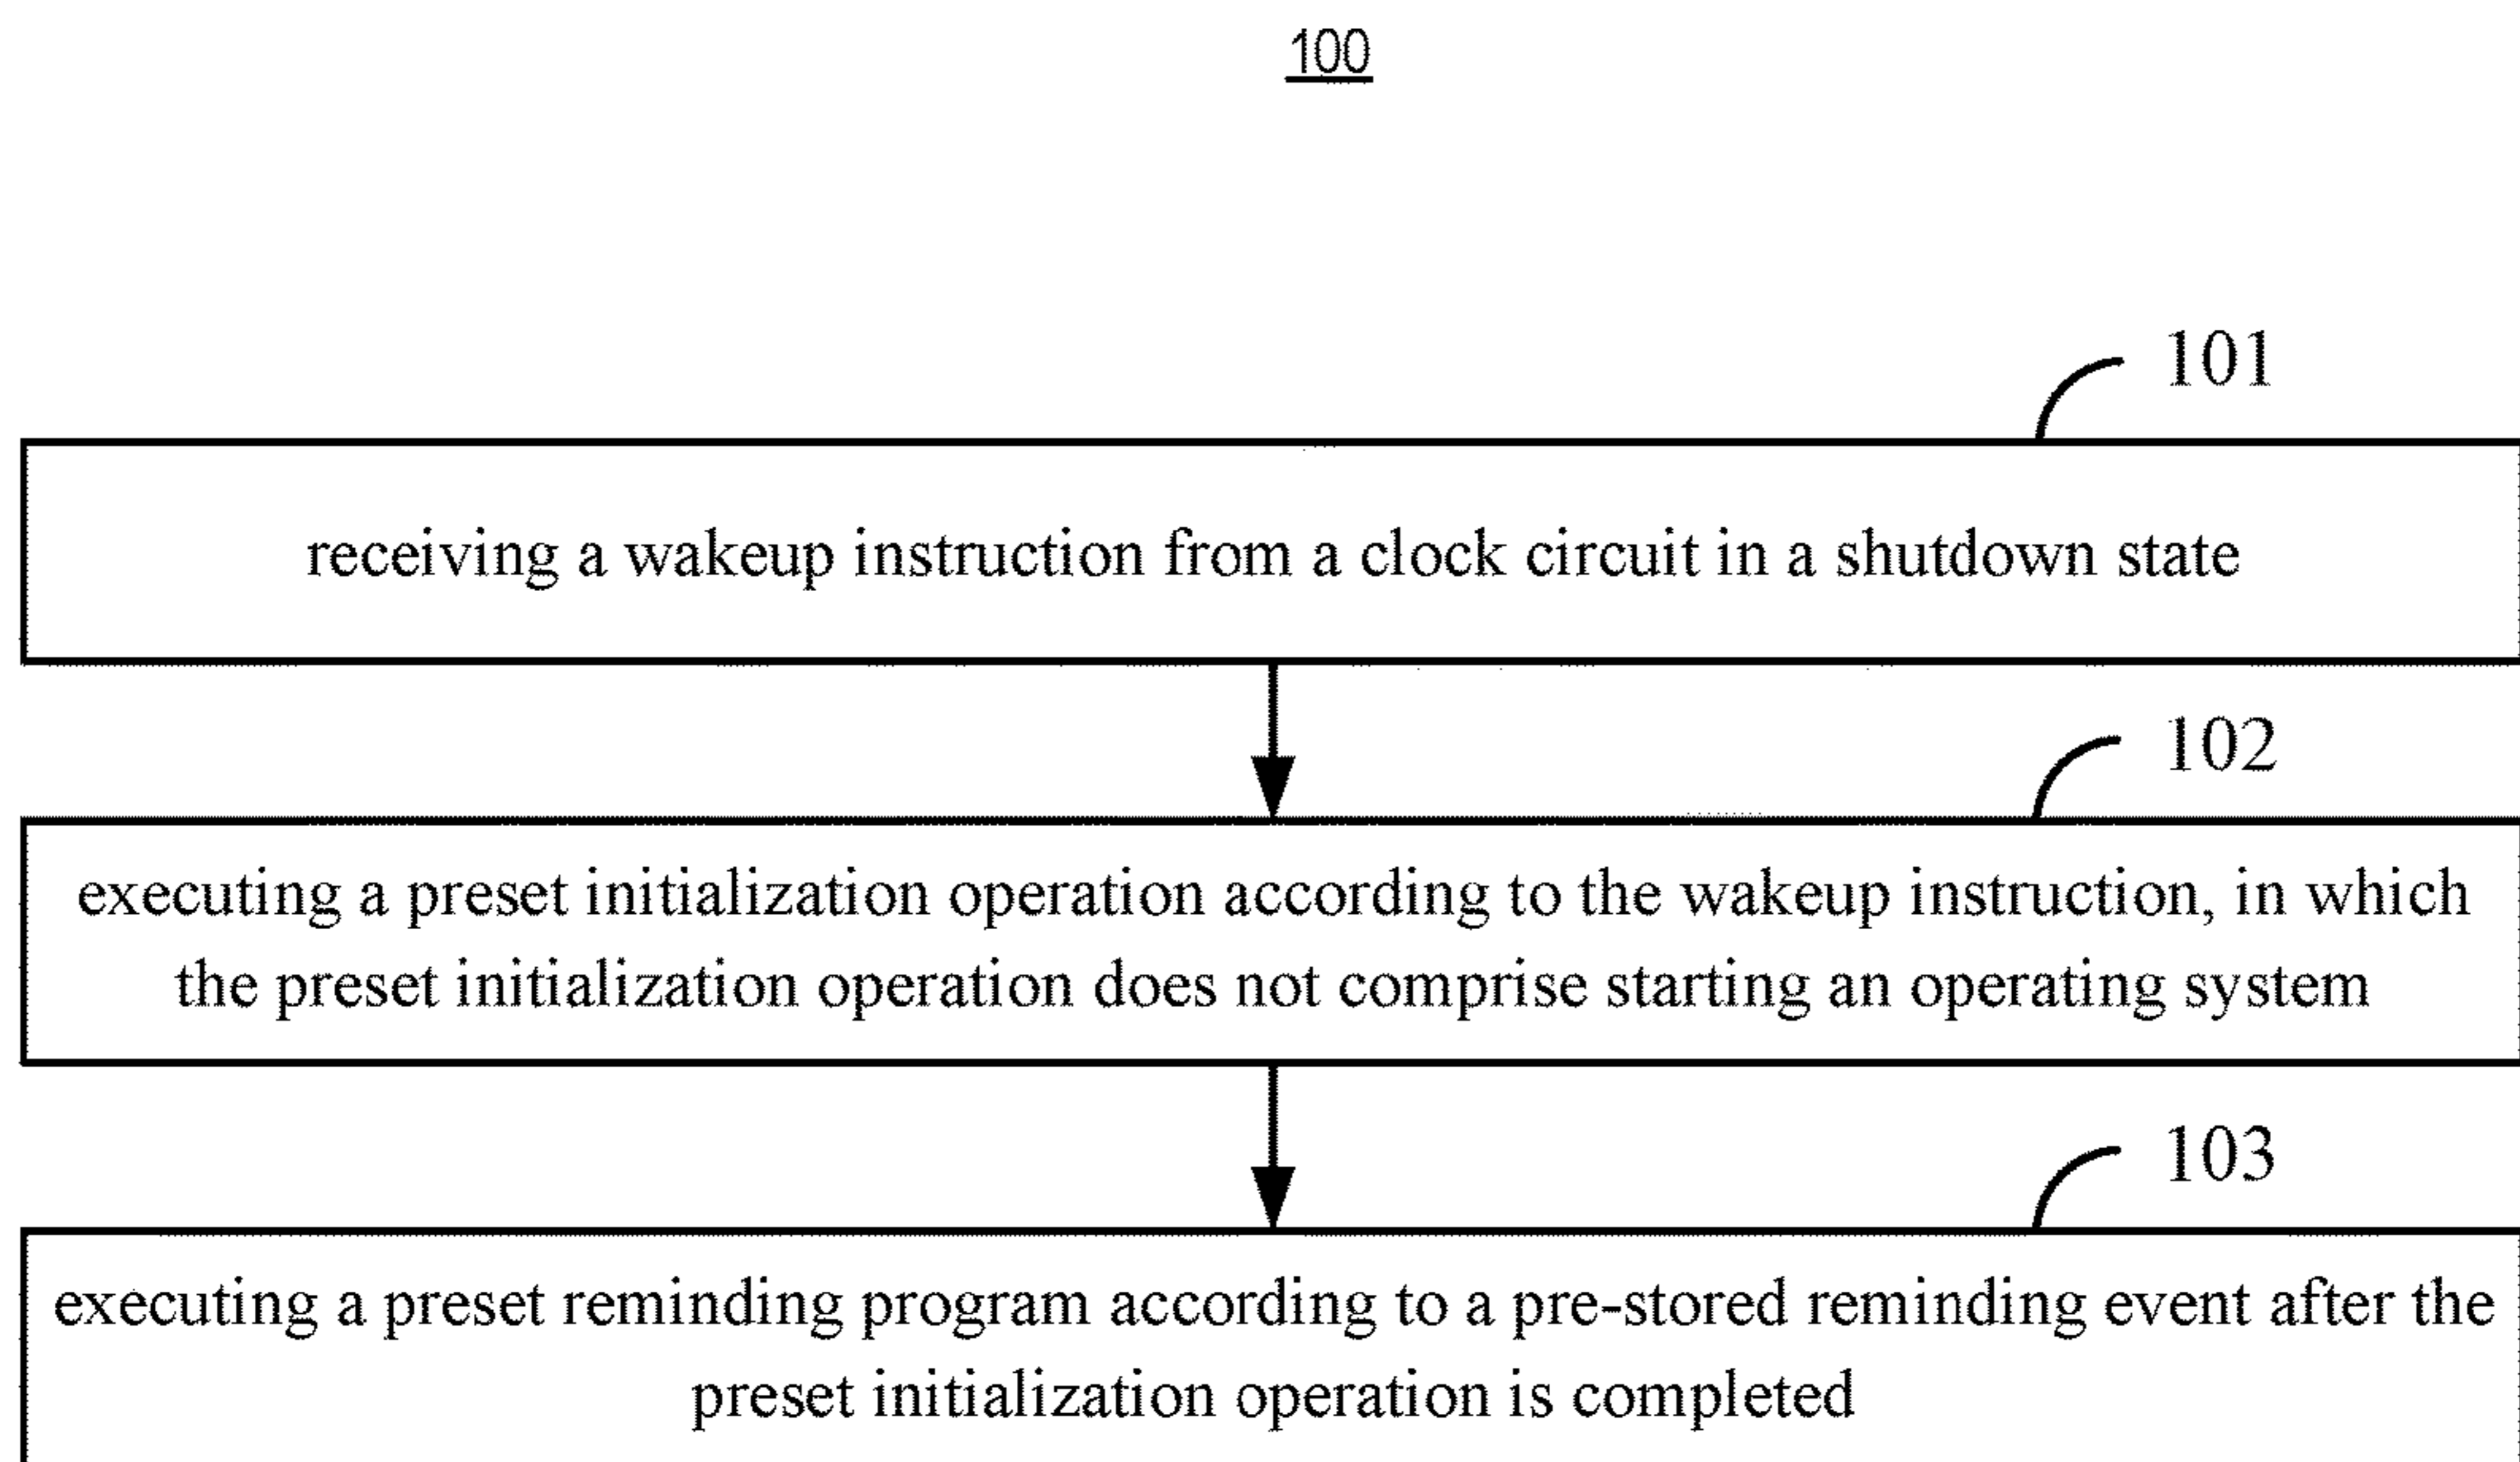 100
101
receiving a wakeup instruction from a clock circuit in a shutdown state
102
executing a preset initialization operation according to the wakeup instruction, in which
the preset initialization operation does not comprise starting an operating system
103
executing a preset reminding program according to a pre-stored reminding event after the
preset initialization operation is completed